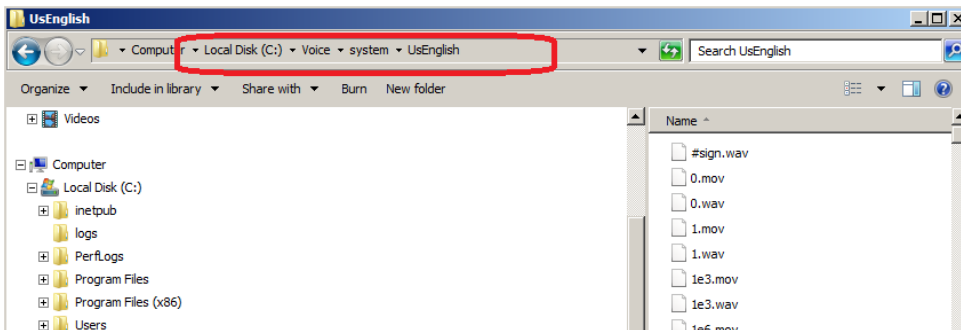 UsEnglish
Computer Local Disk (C:) Voice system UsEnglish Search UsEnglish
Organize Include in library Share with Burn New folder
Videos
Computer
Local Disk (C:)
inetpub
logs
PerfLogs
Program Files
Program Files (x86)
Users
Name
#sign.wav
0.mov
0.wav
1.mov
1.wav
1e3.mov
1e3.wav
1e6.mov